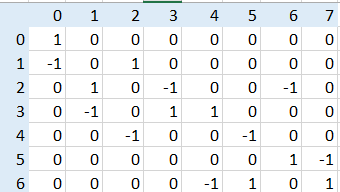 0 1 2 3 4 5 6 7
0 1 0 0 0 0 0 0 0
1 -1 0 1 0 0 0 0 0
2 0 1 0 -1 0 0 -1 0
3 0 -1 0 1 1 0 0 0
4 0 0 -1 0 0 -1 0 0
5 0 0 0 0 0 0 1 -1
6 0 0 0 0 -1 1 0 1